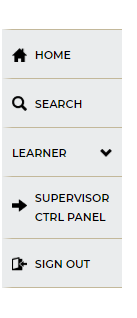 HOME
SEARCH
LEARNER
SUPERVISOR
CTRL PANEL
SIGN OUT